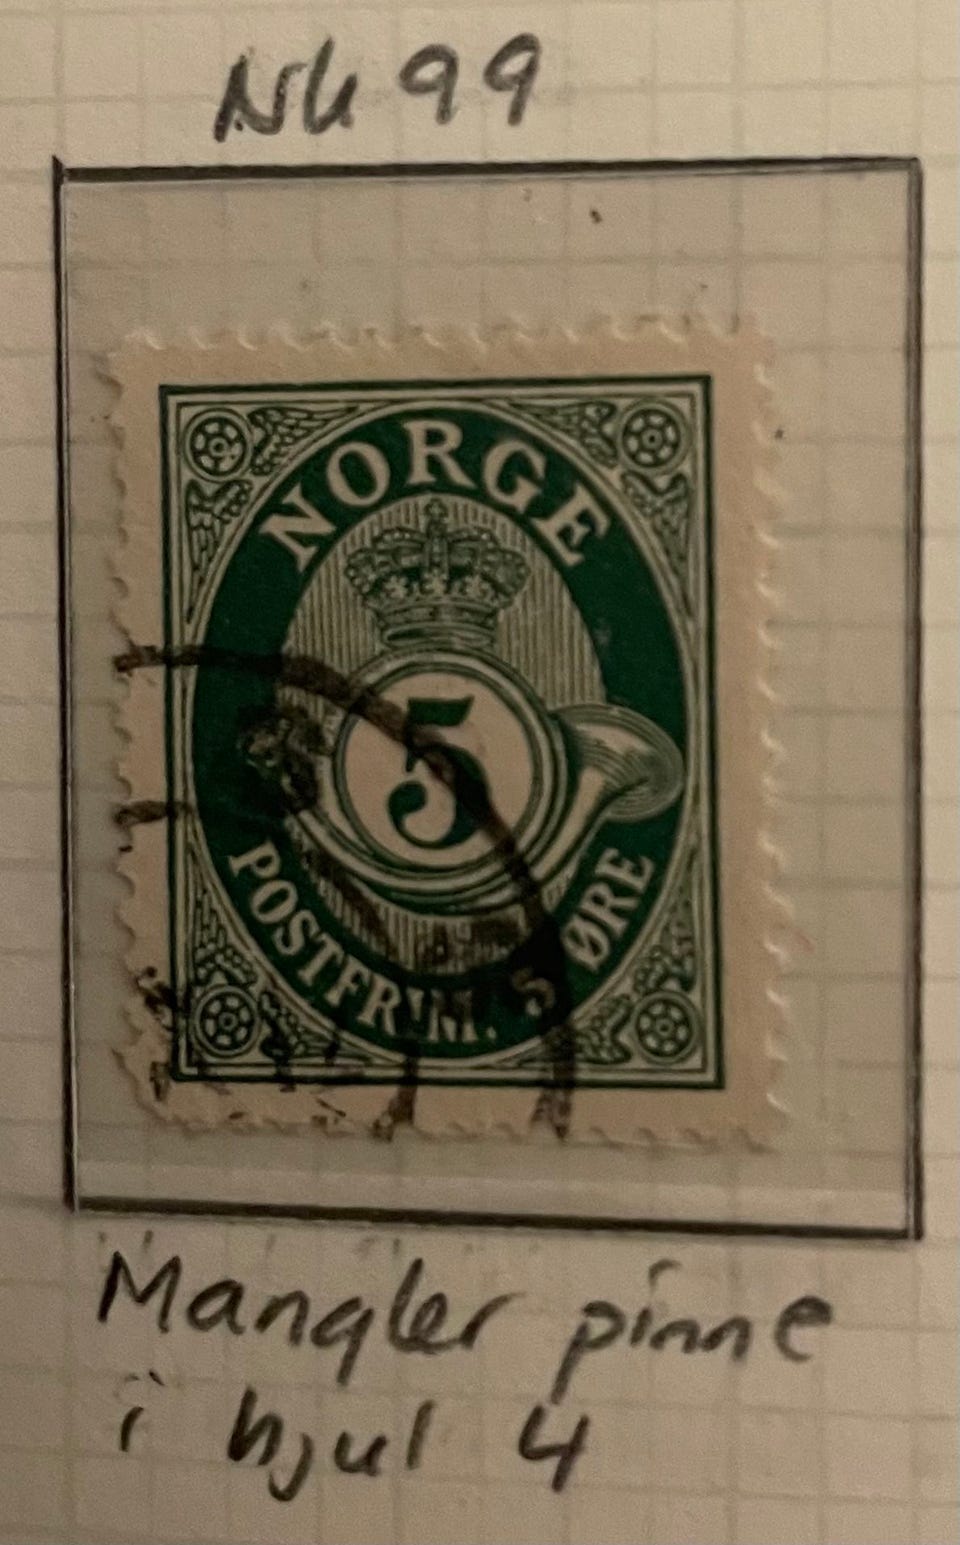 Nk 99
NORGE
5
POSTFRIM. 5 ØRE
Mangler pinne
i hjul 4